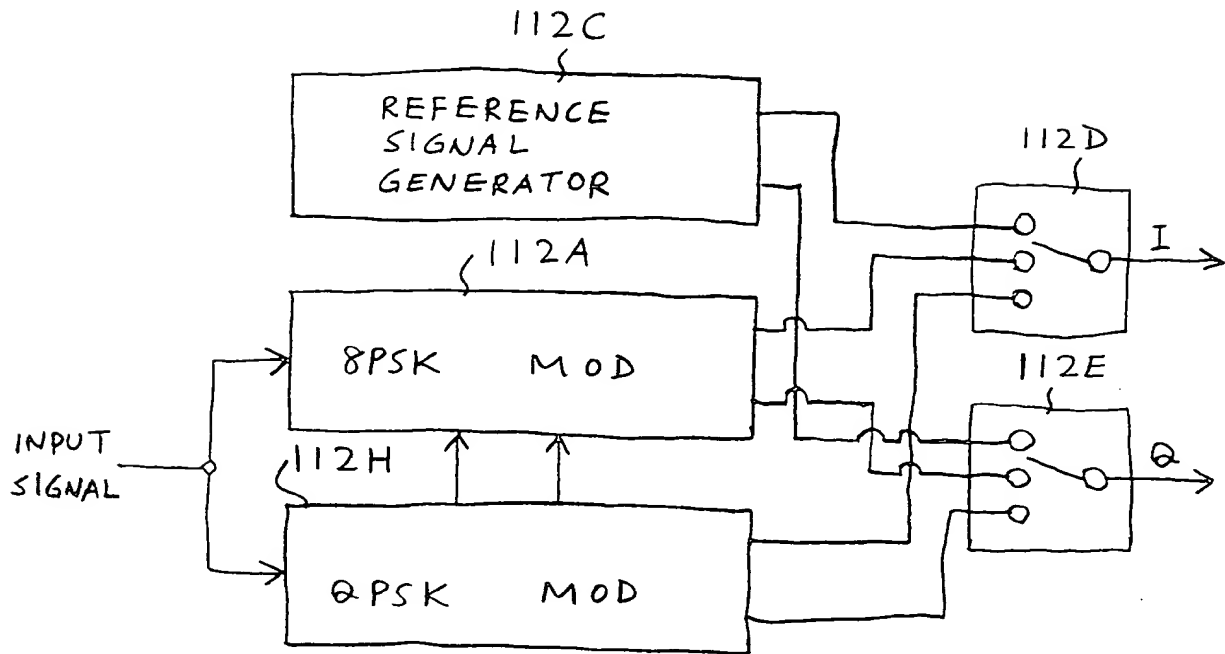 112C
REFERENCE
SIGNAL
GENERATOR
112D
I
112A
8PSK MOD
112E
INPUT
SIGNAL
112H
Q
QPSK MOD